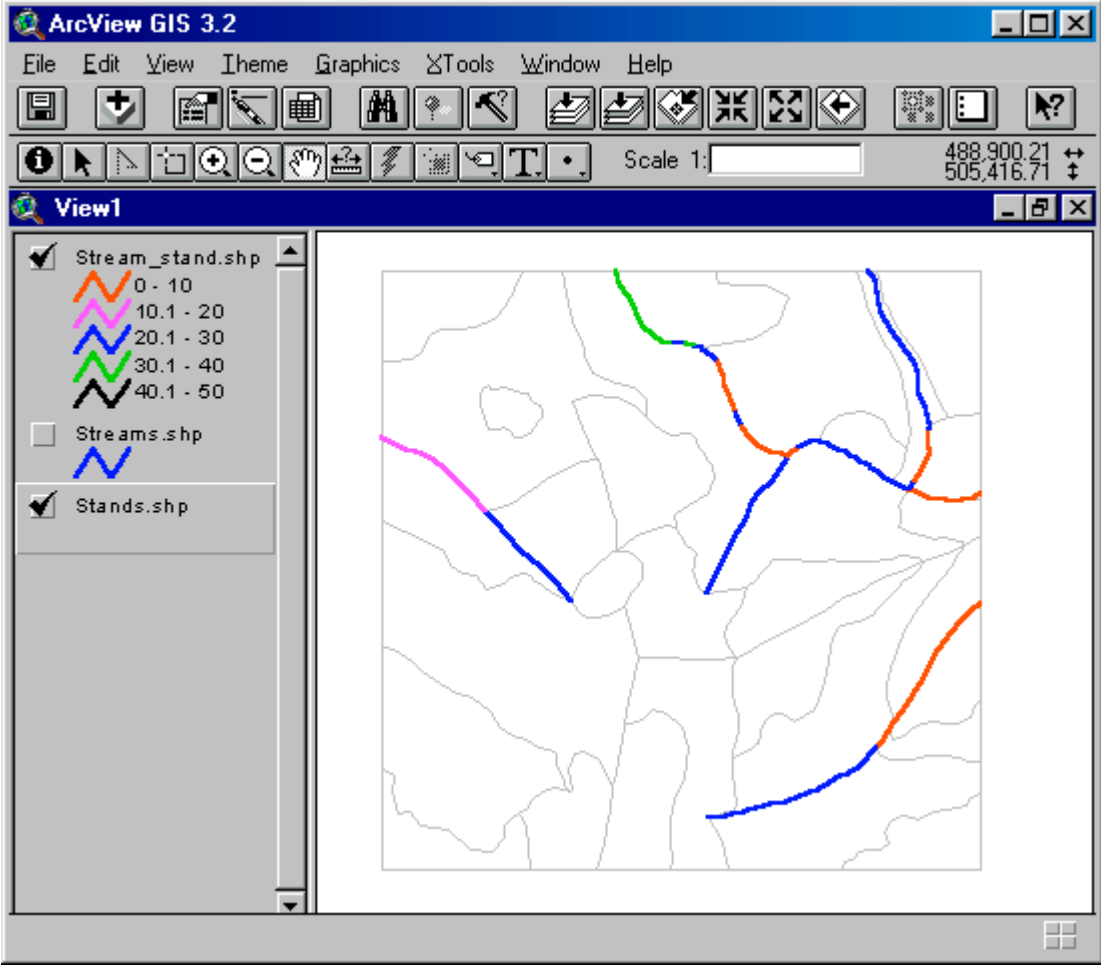 ArcView GIS 3.2
File Edit View Theme Graphics XTools Window Help
Scale 1:
488,900.21
505,416.71
View1
Stream_stand.shp
0 - 10
10.1 - 20
20.1 - 30
30.1 - 40
40.1 - 50
Streams.shp
Stands.shp